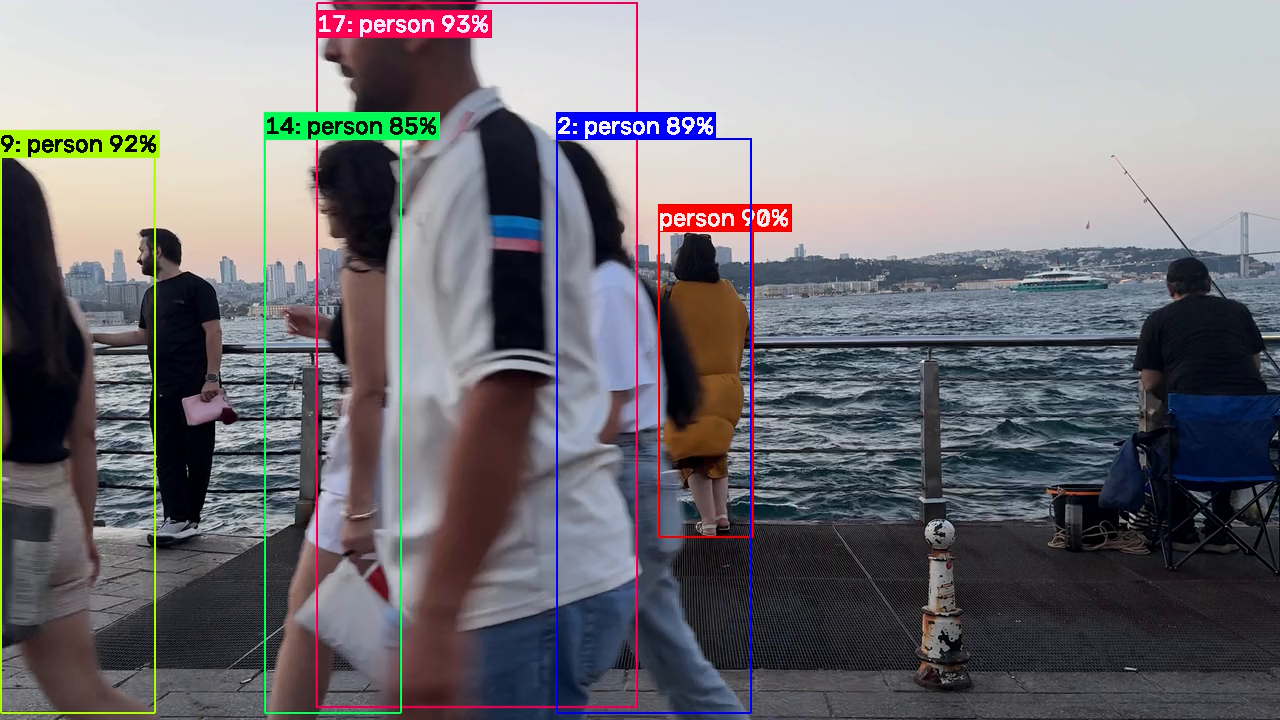 17: person 93%
14: person 85%
2: person 89%
9: person 92%
person 90%